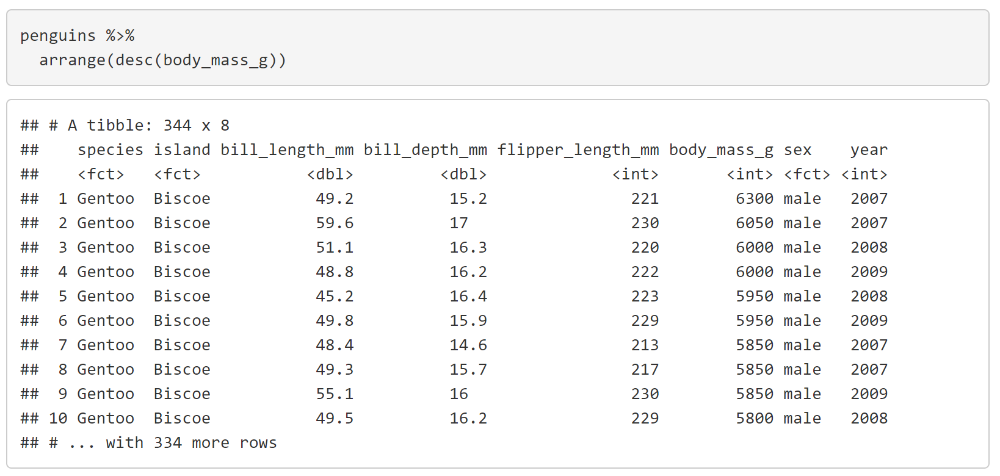 penguins %>%
  arrange(desc(body_mass_g))
## # A tibble: 344 x 8
##    species island bill_length_mm bill_depth_mm flipper_length_mm body_mass_g sex    year
##    <fct>   <fct>           <dbl>         <dbl>             <int>       <int> <fct> <int>
##  1 Gentoo  Biscoe           49.2          15.2               221        6300 male   2007
##  2 Gentoo  Biscoe           59.6          17                 230        6050 male   2007
##  3 Gentoo  Biscoe           51.1          16.3               220        6000 male   2008
##  4 Gentoo  Biscoe           48.8          16.2               222        6000 male   2009
##  5 Gentoo  Biscoe           45.2          16.4               223        5950 male   2008
##  6 Gentoo  Biscoe           49.8          15.9               229        5950 male   2009
##  7 Gentoo  Biscoe           48.4          14.6               213        5850 male   2007
##  8 Gentoo  Biscoe           49.3          15.7               217        5850 male   2007
##  9 Gentoo  Biscoe           55.1          16                 230        5850 male   2009
## 10 Gentoo  Biscoe           49.5          16.2               229        5800 male   2008
## # ... with 334 more rows